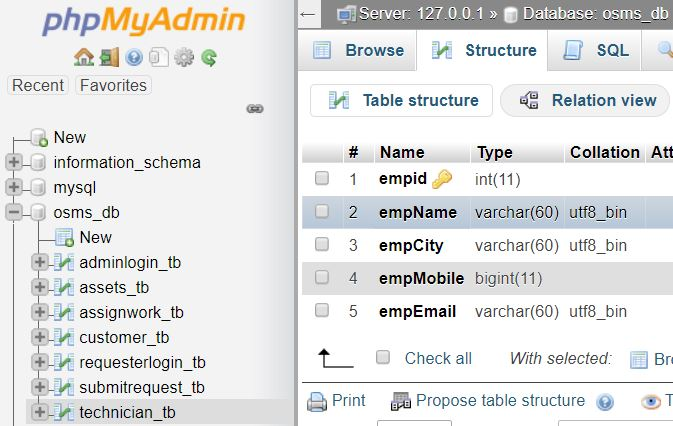 phpMyAdmin
Recent Favorites
New
information_schema
mysql
osms_db
New
adminlogin_tb
assets_tb
assignwork_tb
customer_tb
requesterlogin_tb
submitrequest_tb
technician_tb
Server: 127.0.0.1 » Database: osms_db
Browse Structure SQL
Table structure Relation view
# Name Type Collation Att
1 empid int(11)
2 empName varchar(60) utf8_bin
3 empCity varchar(60) utf8_bin
4 empMobile bigint(11)
5 empEmail varchar(60) utf8_bin
Check all With selected: Br
Print Propose table structure T